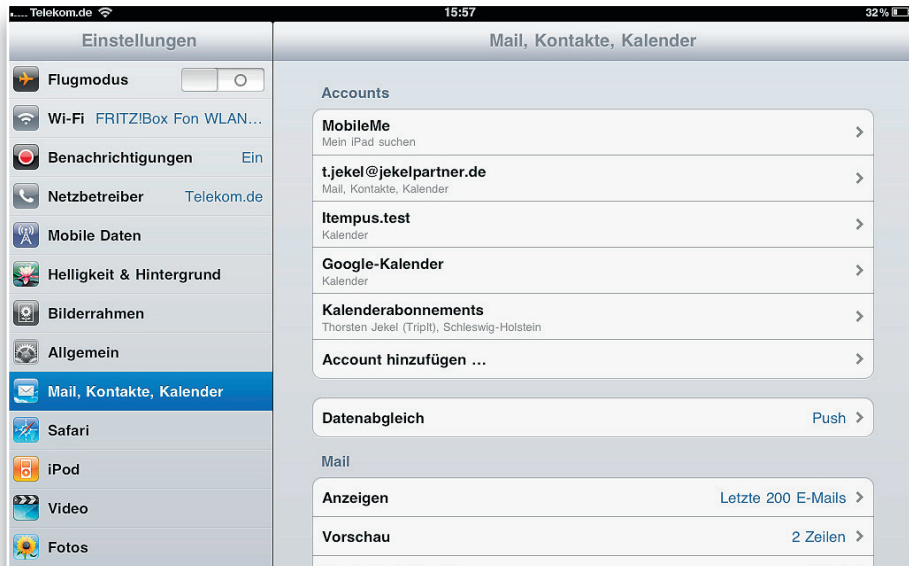 Telekom.de
15:57
32 %
Einstellungen
Flugmodus
Wi-Fi FRITZ!Box Fon WLAN...
Benachrichtigungen Ein
Netzbetreiber Telekom.de
Mobile Daten
Helligkeit & Hintergrund
Bilderrahmen
Allgemein
Mail, Kontakte, Kalender
Safari
iPod
Video
Fotos
Mail, Kontakte, Kalender
Accounts
MobileMe
Mein iPad suchen
t.jekel@jekelpartner.de
Mail, Kontakte, Kalender
Itempus.test
Kalender
Google-Kalender
Kalender
Kalenderabonnements
Thorsten Jekel (TripIt), Schleswig-Holstein
Account hinzufügen ...
Datenabgleich Push
Mail
Anzeigen Letzte 200 E-Mails
Vorschau 2 Zeilen